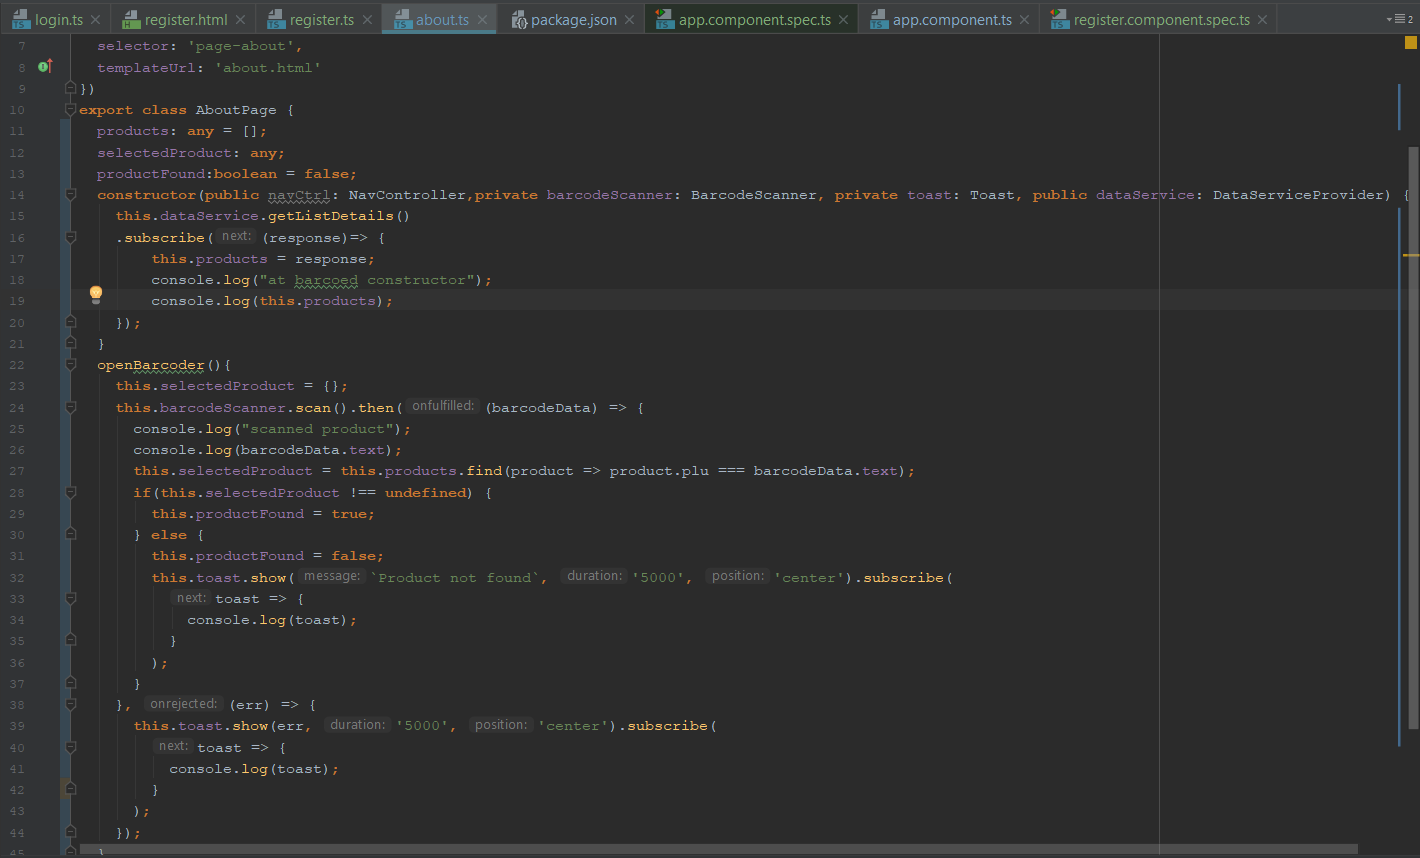 login.ts register.html register.ts about.ts package.json app.component.spec.ts app.component.ts register.component.spec.ts 2
7 selector: 'page-about',
8 templateUrl: 'about.html'
9 })
10 export class AboutPage {
11 products: any = [];
12 selectedProduct: any;
13 productFound:boolean = false;
14 constructor(public navCtrl: NavController,private barcodeScanner: BarcodeScanner, private toast: Toast, public dataService: DataServiceProvider) {
15 this.dataService.getListDetails()
16 .subscribe( next: (response)=> {
17 this.products = response;
18 console.log("at barcoed constructor");
19 console.log(this.products);
20 });
21 }
22 openBarcoder(){
23 this.selectedProduct = {};
24 this.barcodeScanner.scan().then( onfulfilled: (barcodeData) => {
25 console.log("scanned product");
26 console.log(barcodeData.text);
27 this.selectedProduct = this.products.find(product => product.plu === barcodeData.text);
28 if(this.selectedProduct !== undefined) {
29 this.productFound = true;
30 } else {
31 this.productFound = false;
32 this.toast.show( message: `Product not found`, duration: '5000', position: 'center').subscribe(
33 next: toast => {
34 console.log(toast);
35 }
36 );
37 }
38 }, onrejected: (err) => {
39 this.toast.show(err, duration: '5000', position: 'center').subscribe(
40 next: toast => {
41 console.log(toast);
42 }
43 );
44 });
45 }